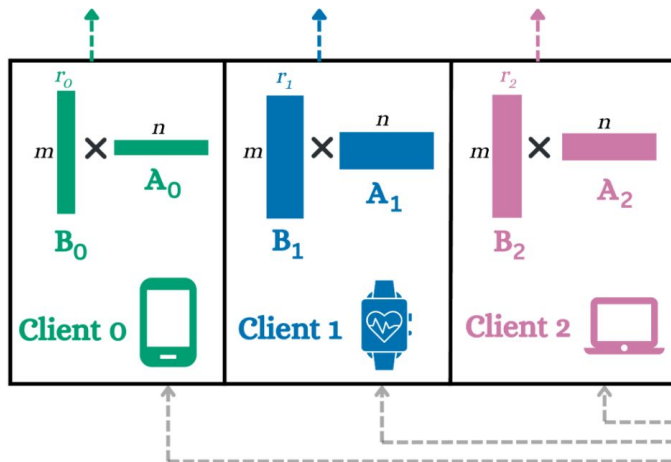 r₀
m × n
B₀
A₀
Client 0
r₁
m × n
B₁
A₁
Client 1
r₂
m × n
B₂
A₂
Client 2